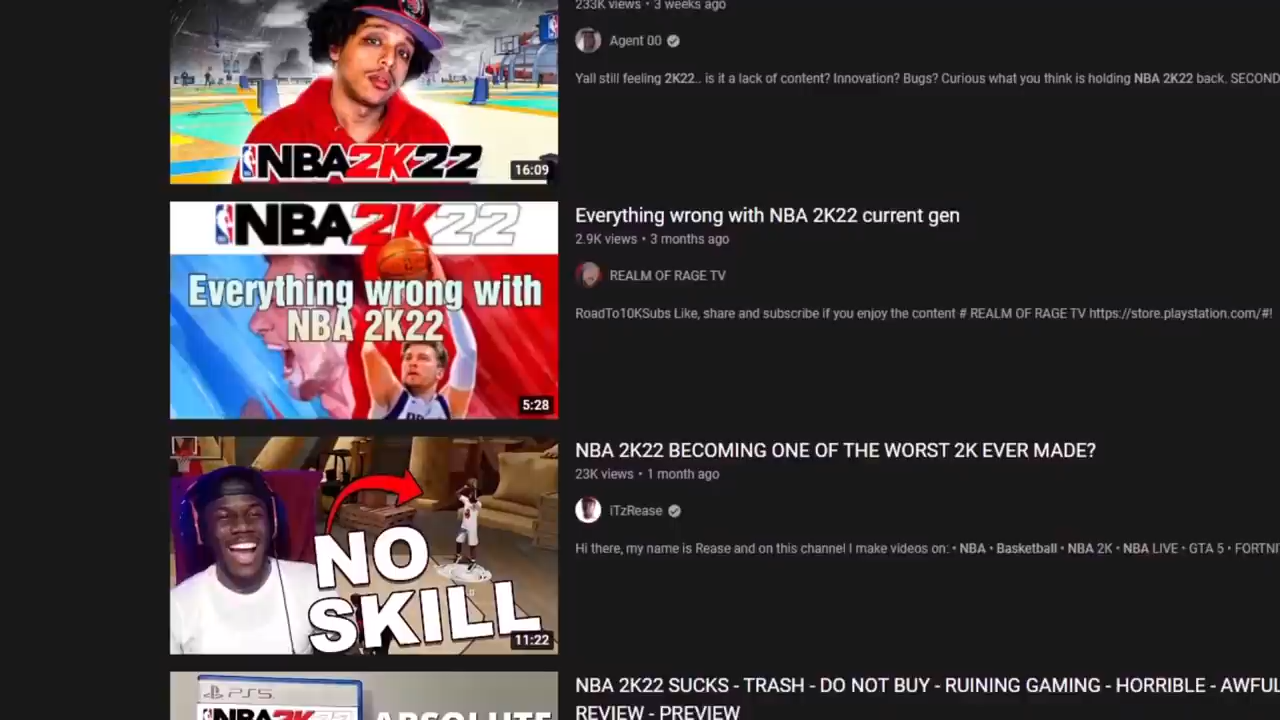 233K views • 3 weeks ago
Agent 00
Yall still feeling 2K22.. is it a lack of content? Innovation? Bugs? Curious what you think is holding NBA 2K22 back. SECOND
NBA2K22
16:09
NBA2K22
Everything wrong with
NBA 2K22
5:28
Everything wrong with NBA 2K22 current gen
2.9K views • 3 months ago
REALM OF RAGE TV
RoadTo10KSubs Like, share and subscribe if you enjoy the content # REALM OF RAGE TV https://store.playstation.com/#!
NO
SKILL
11:22
NBA 2K22 BECOMING ONE OF THE WORST 2K EVER MADE?
23K views • 1 month ago
iTzRease
Hi there, my name is Rease and on this channel I make videos on: • NBA • Basketball • NBA 2K • NBA LIVE • GTA 5 • FORTNI
PS5
NBA2K22
ABSOLUTE
NBA 2K22 SUCKS - TRASH - DO NOT BUY - RUINING GAMING - HORRIBLE - AWFUL
REVIEW - PREVIEW